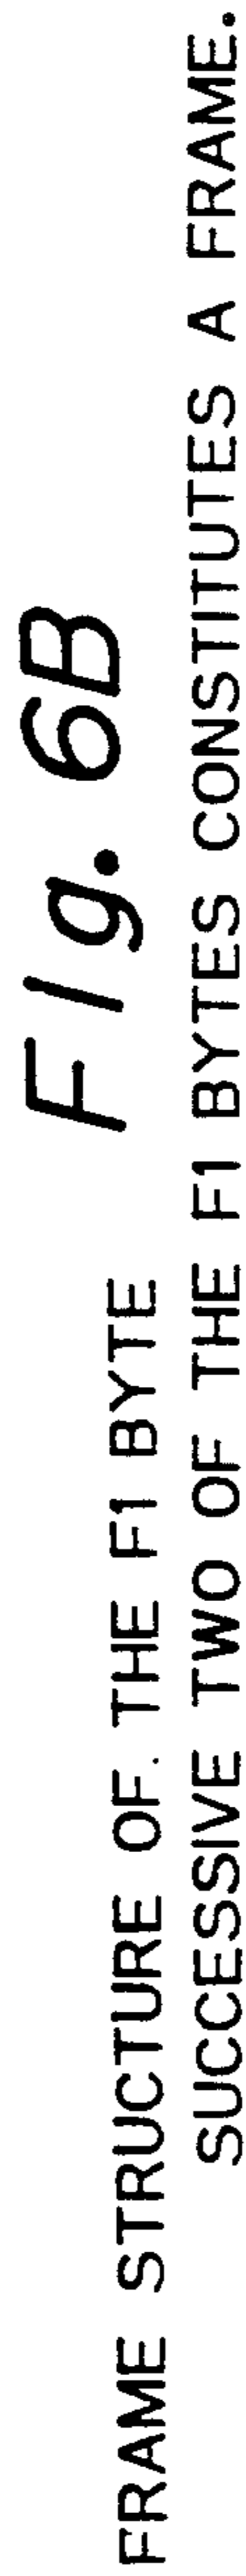 Fig. 6B
FRAME STRUCTURE OF. THE F1 BYTE
SUCCESSIVE TWO OF THE F1 BYTES CONSTITUTES A FRAME.